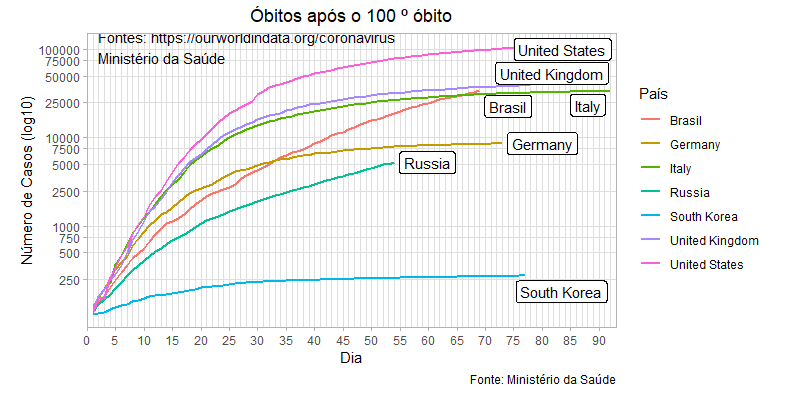 Óbitos após o 100 º óbito
Fontes: https://ourworldindata.org/coronavirus
Ministério da Saúde
Número de Casos (log10)
100000
75000
50000
25000
10000
7500
5000
2500
1000
750
500
250
United States
United Kingdom
Brasil
Italy
Germany
Russia
South Korea
0 5 10 15 20 25 30 35 40 45 50 55 60 65 70 75 80 85 90
Dia
País
Brasil
Germany
Italy
Russia
South Korea
United Kingdom
United States
Fonte: Ministério da Saúde